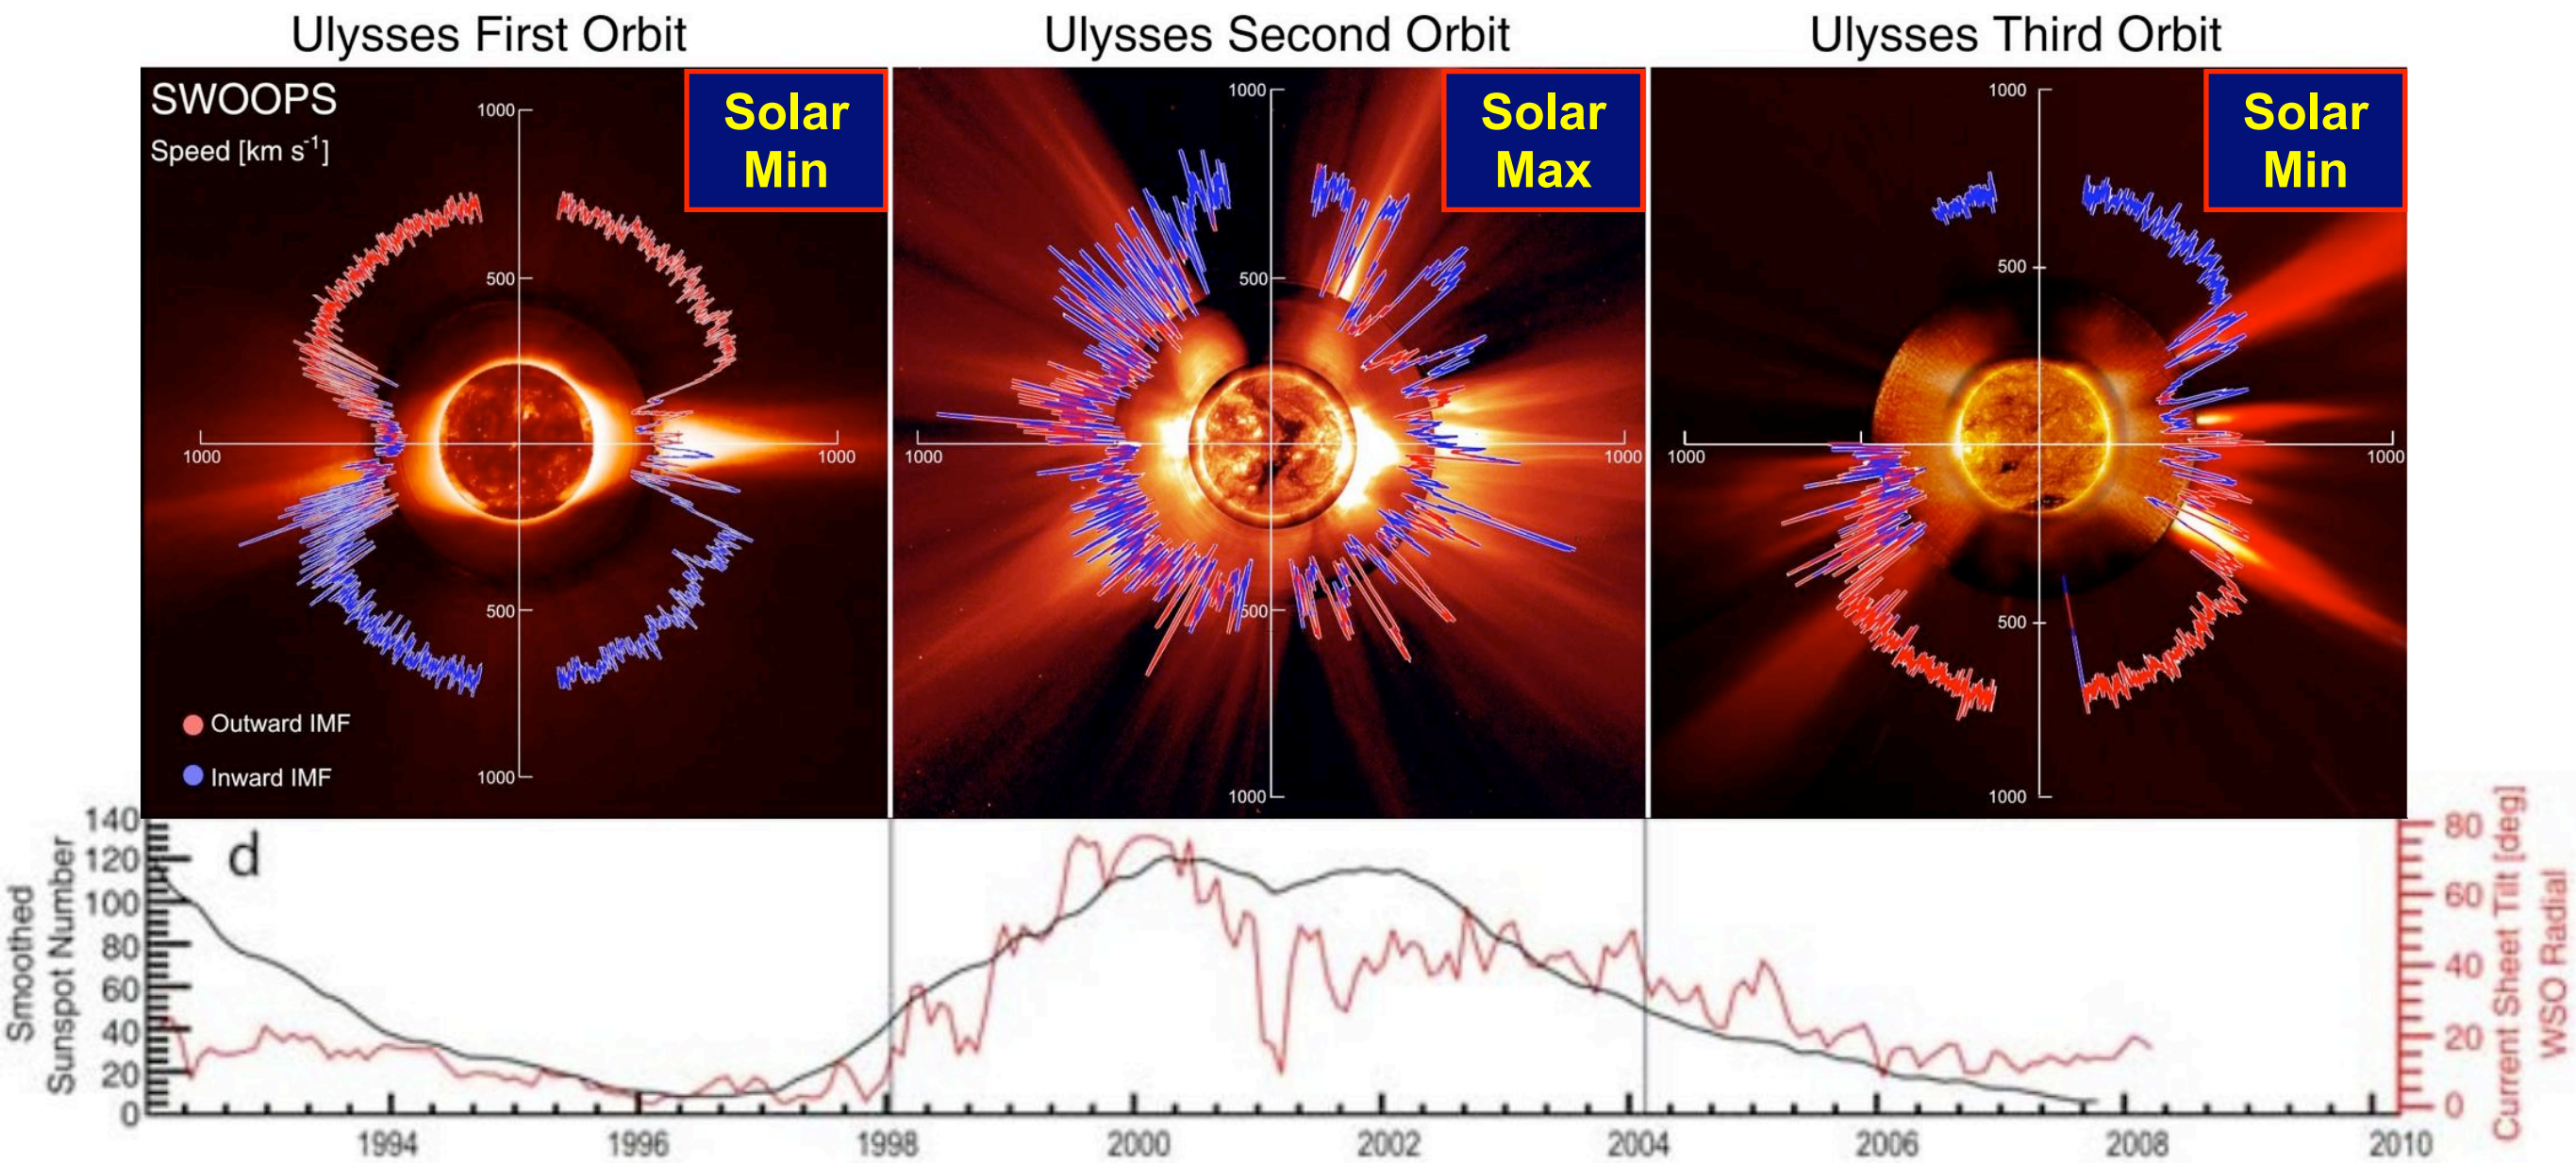 Ulysses First Orbit
Ulysses Second Orbit
Ulysses Third Orbit
SWOOPS
Speed [km s-1]
Solar
Min
Solar
Max
Solar
Min
1000
500
1000
1000
500
1000
1000
500
1000
1000
500
1000
1000
500
1000
1000
500
1000
Outward IMF
Inward IMF
d
Smoothed
Sunspot Number
140
120
100
80
60
40
20
0
80
60
40
20
0
Current Sheet Tilt [deg]
WSO Radial
1994
1996
1998
2000
2002
2004
2006
2008
2010